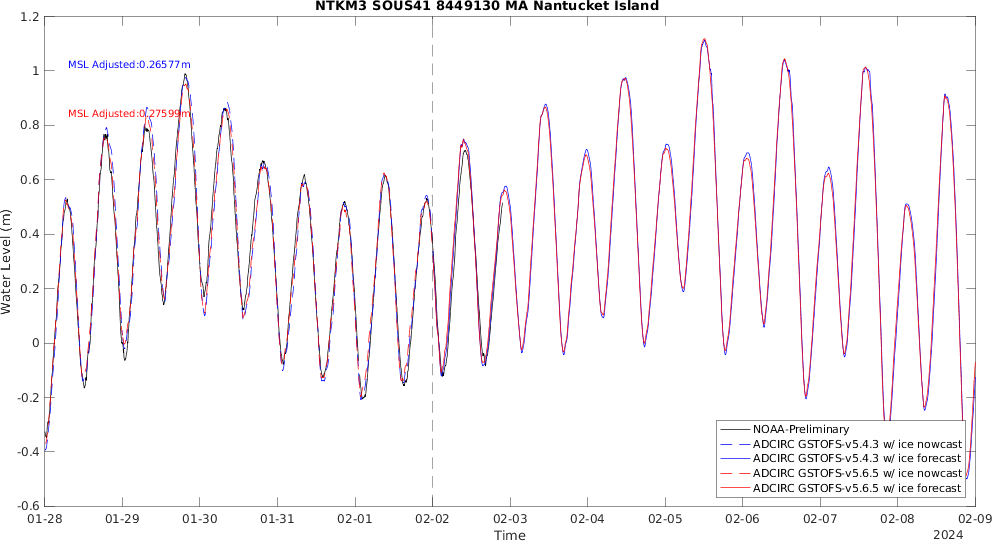 NTKM3 SOUS41 8449130 MA Nantucket Island
1.2
1
0.8
0.6
0.4
0.2
0
-0.2
-0.4
-0.6
Water Level (m)
MSL Adjusted:0.26577m
MSL Adjusted:0.27599m
NOAA-Preliminary
ADCIRC GSTOFS-v5.4.3 w/ ice nowcast
ADCIRC GSTOFS-v5.4.3 w/ ice forecast
ADCIRC GSTOFS-v5.6.5 w/ ice nowcast
ADCIRC GSTOFS-v5.6.5 w/ ice forecast
01-28 01-29 01-30 01-31 02-01 02-02 02-03 02-04 02-05 02-06 02-07 02-08 02-09
Time
2024